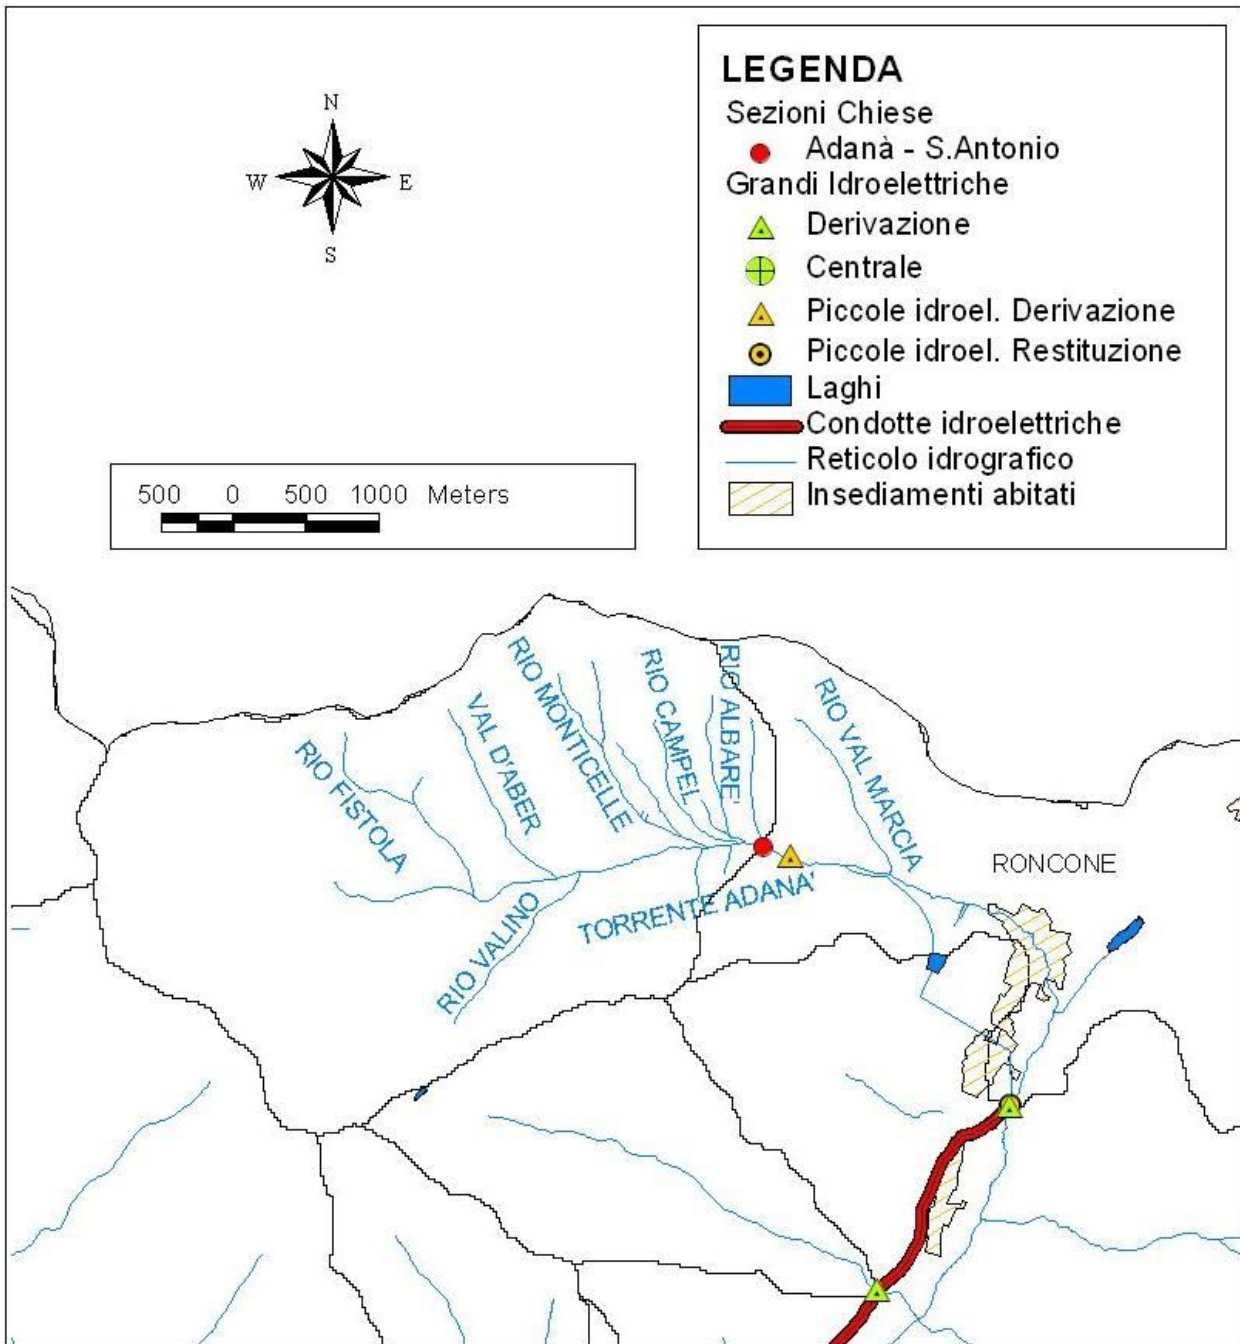 N
W E
S
LEGENDA
Sezioni Chiese
Adanà - S.Antonio
Grandi Idroelettriche
Derivazione
Centrale
Piccole idroel. Derivazione
Piccole idroel. Restituzione
Laghi
Condotte idroelettriche
Reticolo idrografico
Insediamenti abitati
500 0 500 1000 Meters
RIO FISTOLA
VAL D'ABER
RIO MONTICELLE
RIO CAMPEL
RIO ALBARE'
RIO VAL MARCIA
RONCONE
TORRENTE ADANA'
RIO VALINO